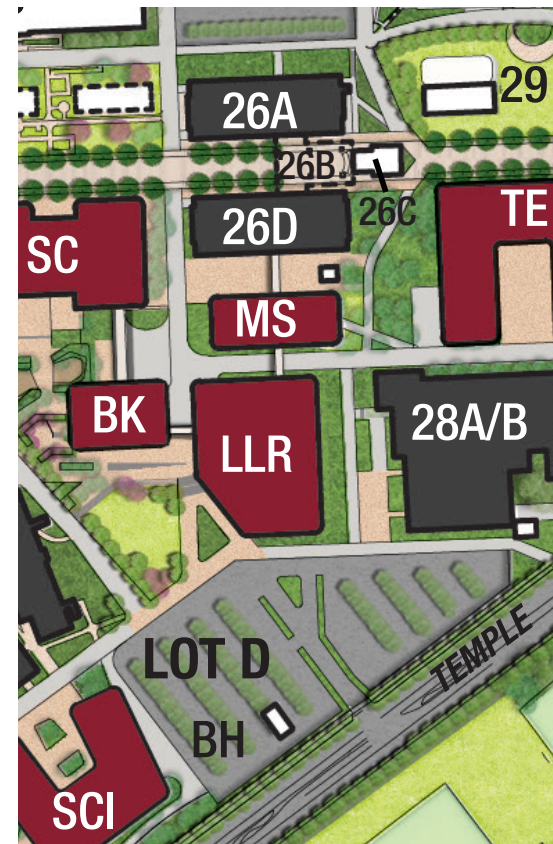 29
26A
26B
26C
TE
26D
SC
MS
BK
28A/B
LLR
TEMPLE
LOT D
BH
SCI